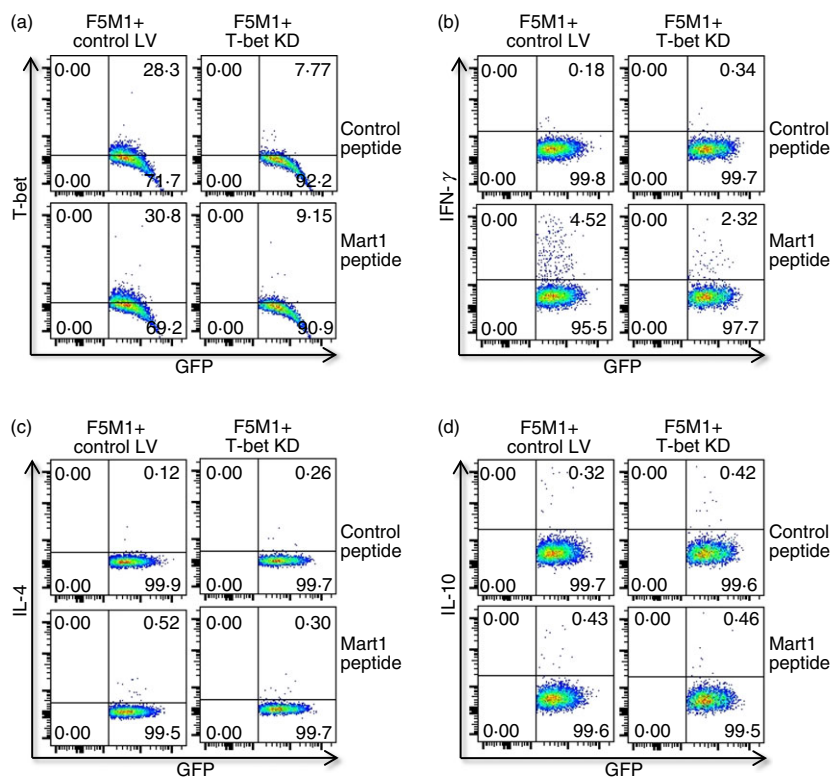 (a)
F5M1+
control LV
F5M1+
T-bet KD
0·00 28·3
0·00 71·7
0·00 7·77
0·00 92·2
Control
peptide
0·00 30·8
0·00 69·2
0·00 9·15
0·00 90·9
Mart1
peptide
T-bet
GFP
(b)
F5M1+
control LV
F5M1+
T-bet KD
0·00 0·18
0·00 99·8
0·00 0·34
0·00 99·7
Control
peptide
0·00 4·52
0·00 95·5
0·00 2·32
0·00 97·7
Mart1
peptide
IFN-γ
GFP
(c)
F5M1+
control LV
F5M1+
T-bet KD
0·00 0·12
0·00 99·9
0·00 0·26
0·00 99·7
Control
peptide
0·00 0·52
0·00 99·5
0·00 0·30
0·00 99·7
Mart1
peptide
IL-4
GFP
(d)
F5M1+
control LV
F5M1+
T-bet KD
0·00 0·32
0·00 99·7
0·00 0·42
0·00 99·6
Control
peptide
0·00 0·43
0·00 99·6
0·00 0·46
0·00 99·5
Mart1
peptide
IL-10
GFP